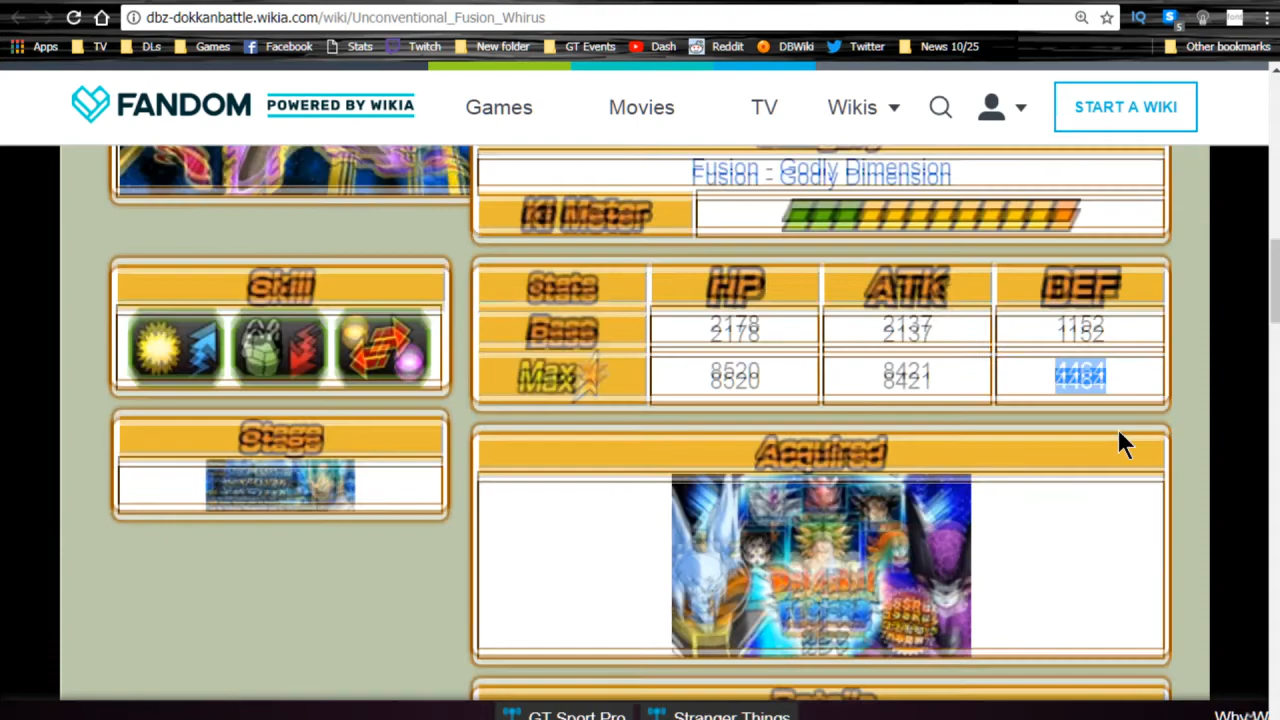 dbz-dokkanbattle.wikia.com/wiki/Unconventional_Fusion_Whirus
Apps TV DLs Games Facebook Stats Twitch New folder GT Events Dash Reddit DBWiki Twitter News 10/25 Other bookmarks
FANDOM POWERED BY WIKIA Games Movies TV Wikis START A WIKI
Fusion - Godly Dimension
Ki Meter
Skill
Stats HP ATK DEF
Base 2178 2137 1152
Max 8520 8421
Stage
Acquired
Details
GT Sport Pro Stranger Things